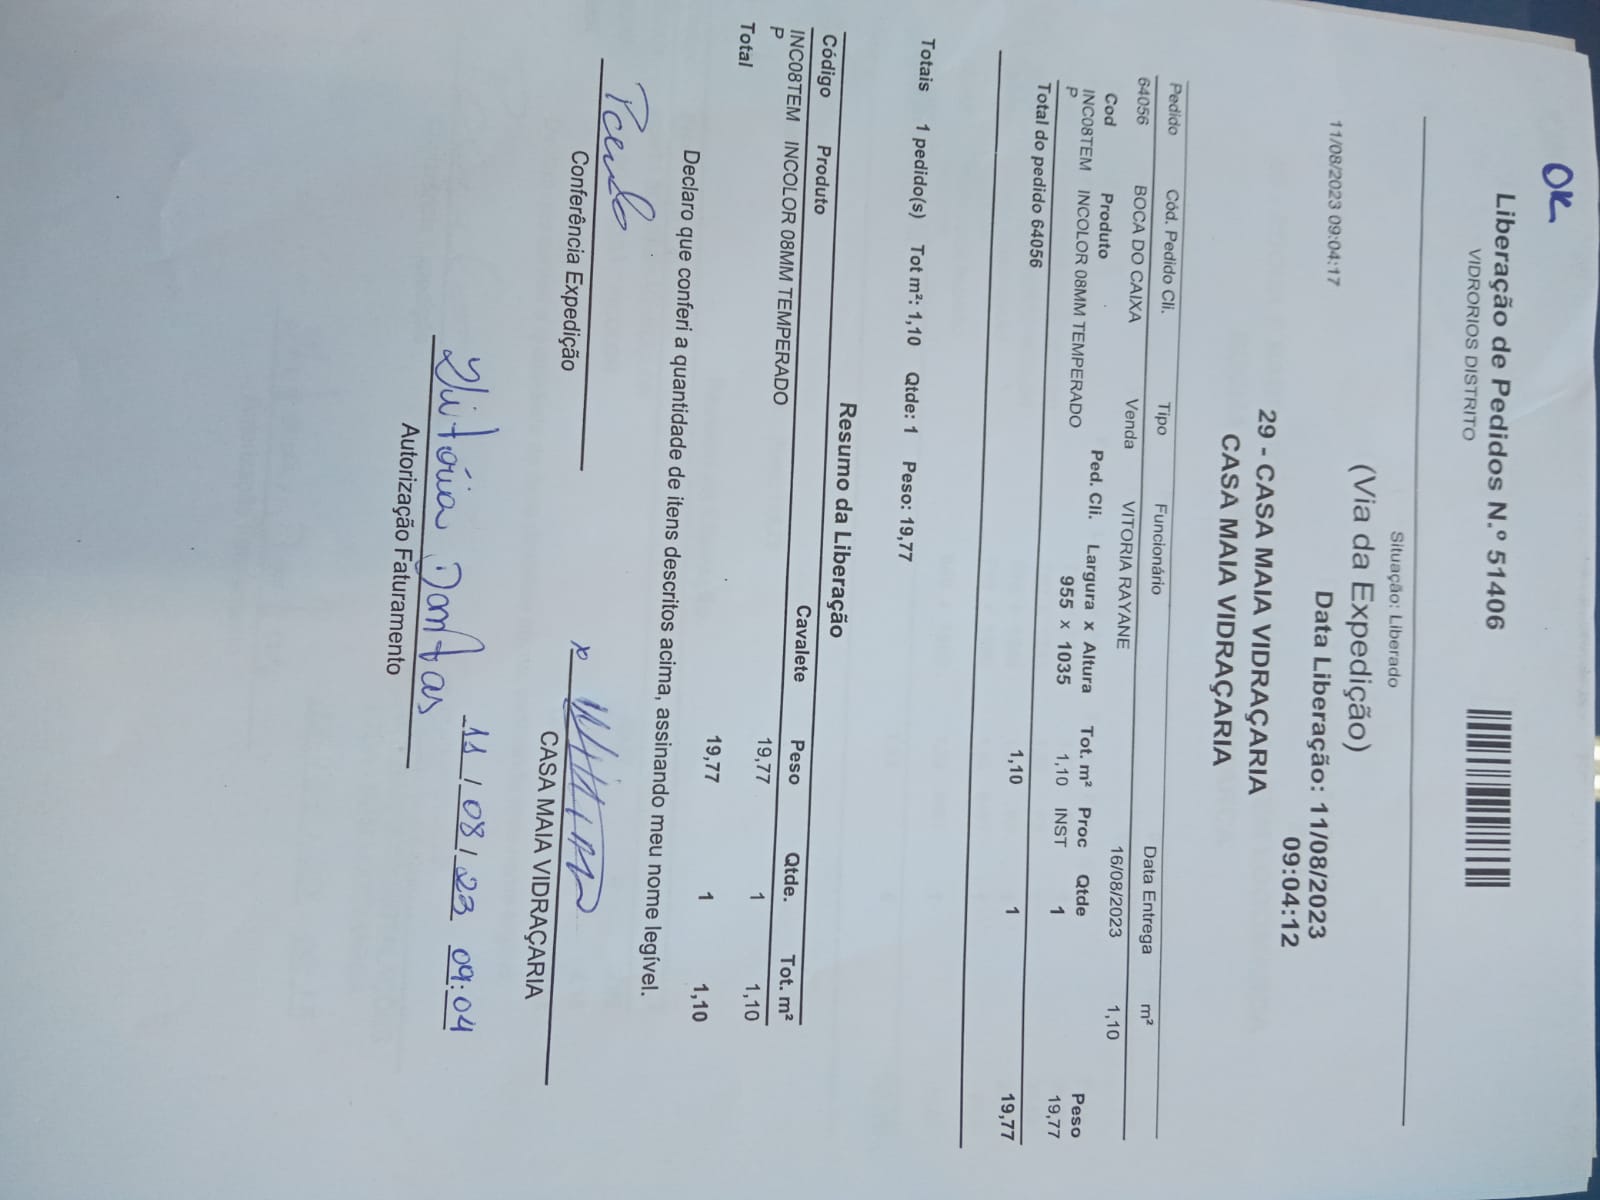 OK
Liberação de Pedidos N.º 51406
VIDRORIOS DISTRITO
Situação: Liberado
(Via da Expedição)
11/08/2023 09:04:17
Data Liberação: 11/08/2023
09:04:12
29 - CASA MAIA VIDRAÇARIA
CASA MAIA VIDRAÇARIA
Pedido Cód. Pedido Cli. Tipo Funcionário Data Entrega m²
64056 BOCA DO CAIXA Venda VITORIA RAYANE 16/08/2023 1,10
Cod Produto Ped. Cli. Largura x Altura Tot. m² Proc Qtde Peso
INC08TEM INCOLOR 08MM TEMPERADO 955 x 1035 1,10 INST 1 19,77
P
Total do pedido 64056 1,10 1 19,77
Totais 1 pedido(s) Tot m²: 1,10 Qtde: 1 Peso: 19,77
Resumo da Liberação
Código Produto Cavalete Peso Qtde. Tot. m²
INC08TEM INCOLOR 08MM TEMPERADO 19,77 1 1,10
P
Total 19,77 1 1,10
Declaro que conferi a quantidade de itens descritos acima, assinando meu nome legível.
x
Conferência Expedição
CASA MAIA VIDRAÇARIA
Vitória Dantas 11/08/23 09:04
Autorização Faturamento